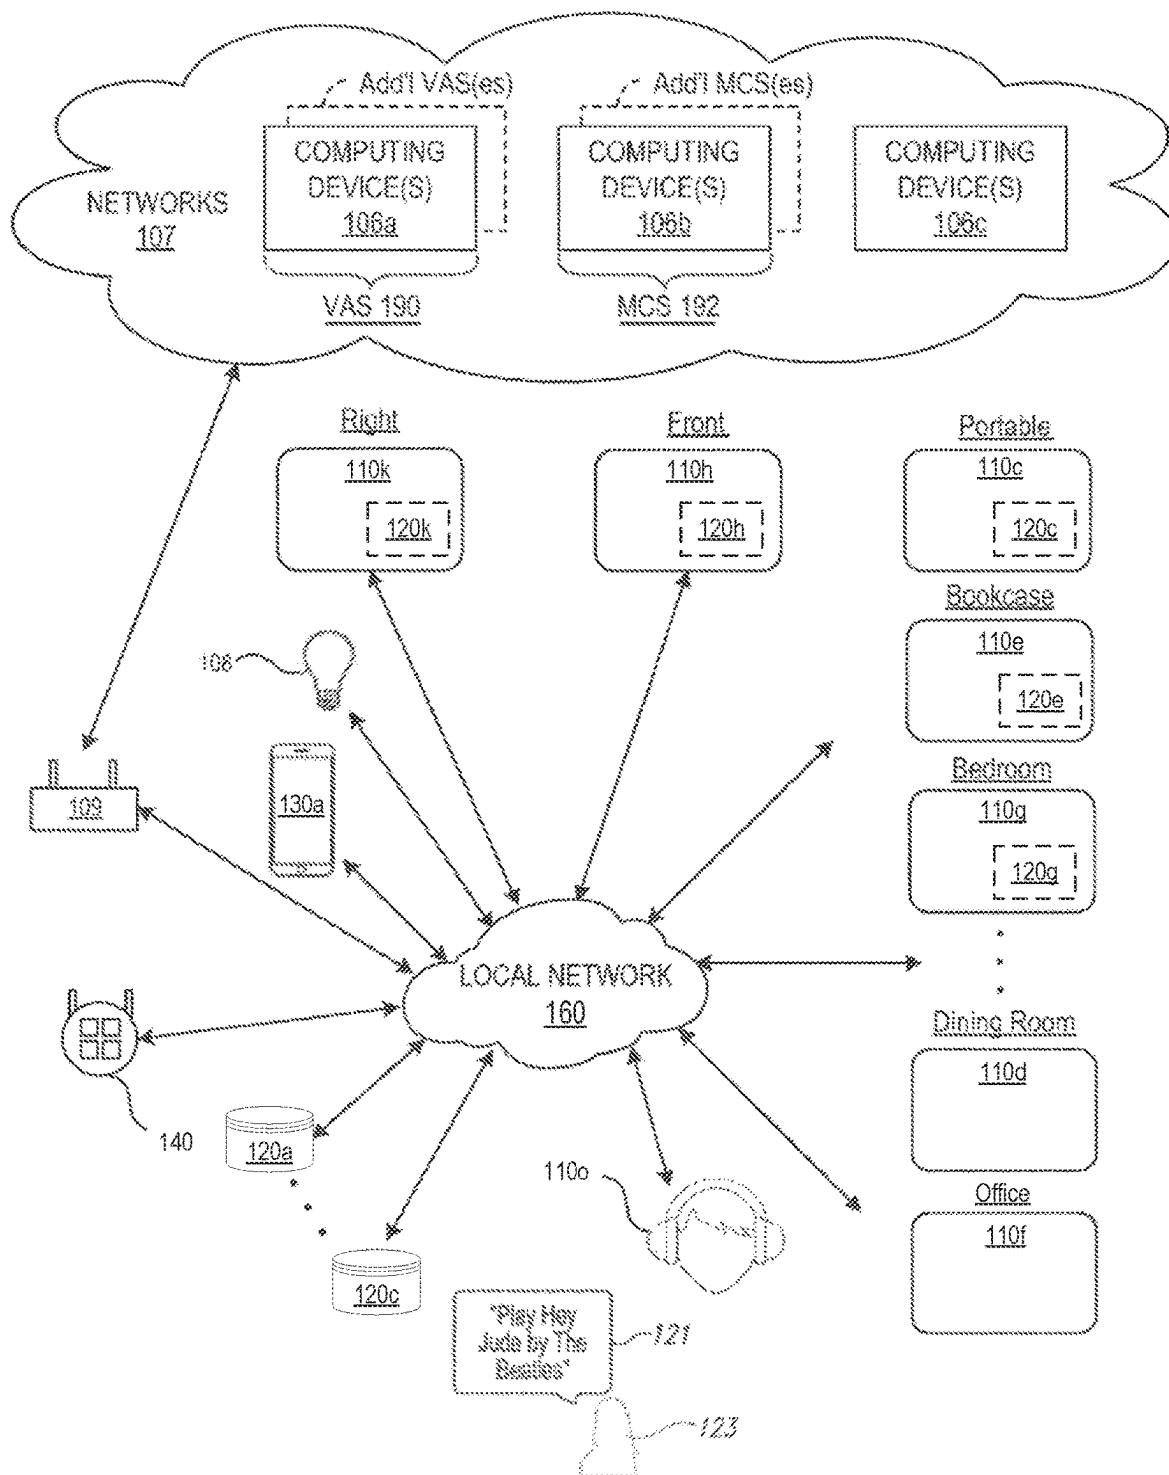 Add'l VAS(es)
Add'l MCS(es)
COMPUTING
DEVICE(S)
106a
COMPUTING
DEVICE(S)
106b
COMPUTING
DEVICE(S)
106c
NETWORKS
107
VAS 190
MCS 192
Right
110k
120k
Front
110h
120h
Portable
110c
120c
Bookcase
110e
120e
Bedroom
110g
120g
108
130a
109
LOCAL NETWORK
160
Dining Room
110d
Office
110f
140
120a
120c
110o
"Play Hey
Jude by The
Beatles"
121
123